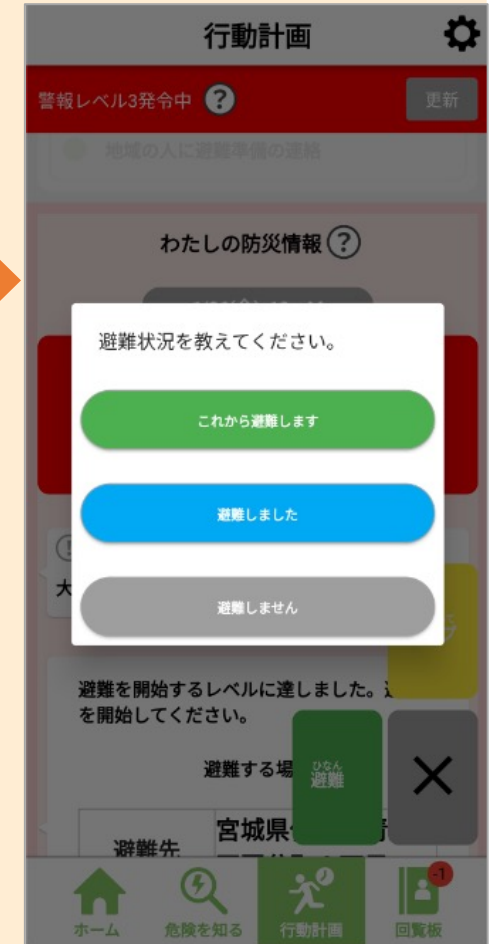 行動計画
警報レベル3発令中 ?
更新
地域の人に避難準備の連絡
わたしの防災情報 ?
避難状況を教えてください。
これから避難します
避難しました
避難しません
大
避難を開始するレベルに達しました。
を開始してください。
避難する場
ひなん
避難
避難先
宮城県
ホーム
危険を知る
行動計画
回覧板
-1